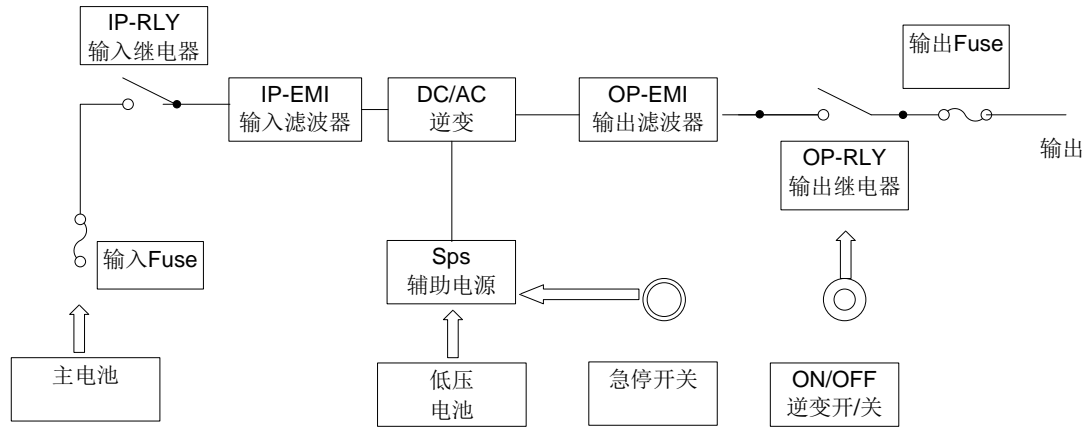 IP-RLY
输入继电器
输出Fuse
IP-EMI
输入滤波器
DC/AC
逆变
OP-EMI
输出滤波器
输出
OP-RLY
输出继电器
输入Fuse
Sps
辅助电源
主电池
低压
电池
急停开关
ON/OFF
逆变开/关